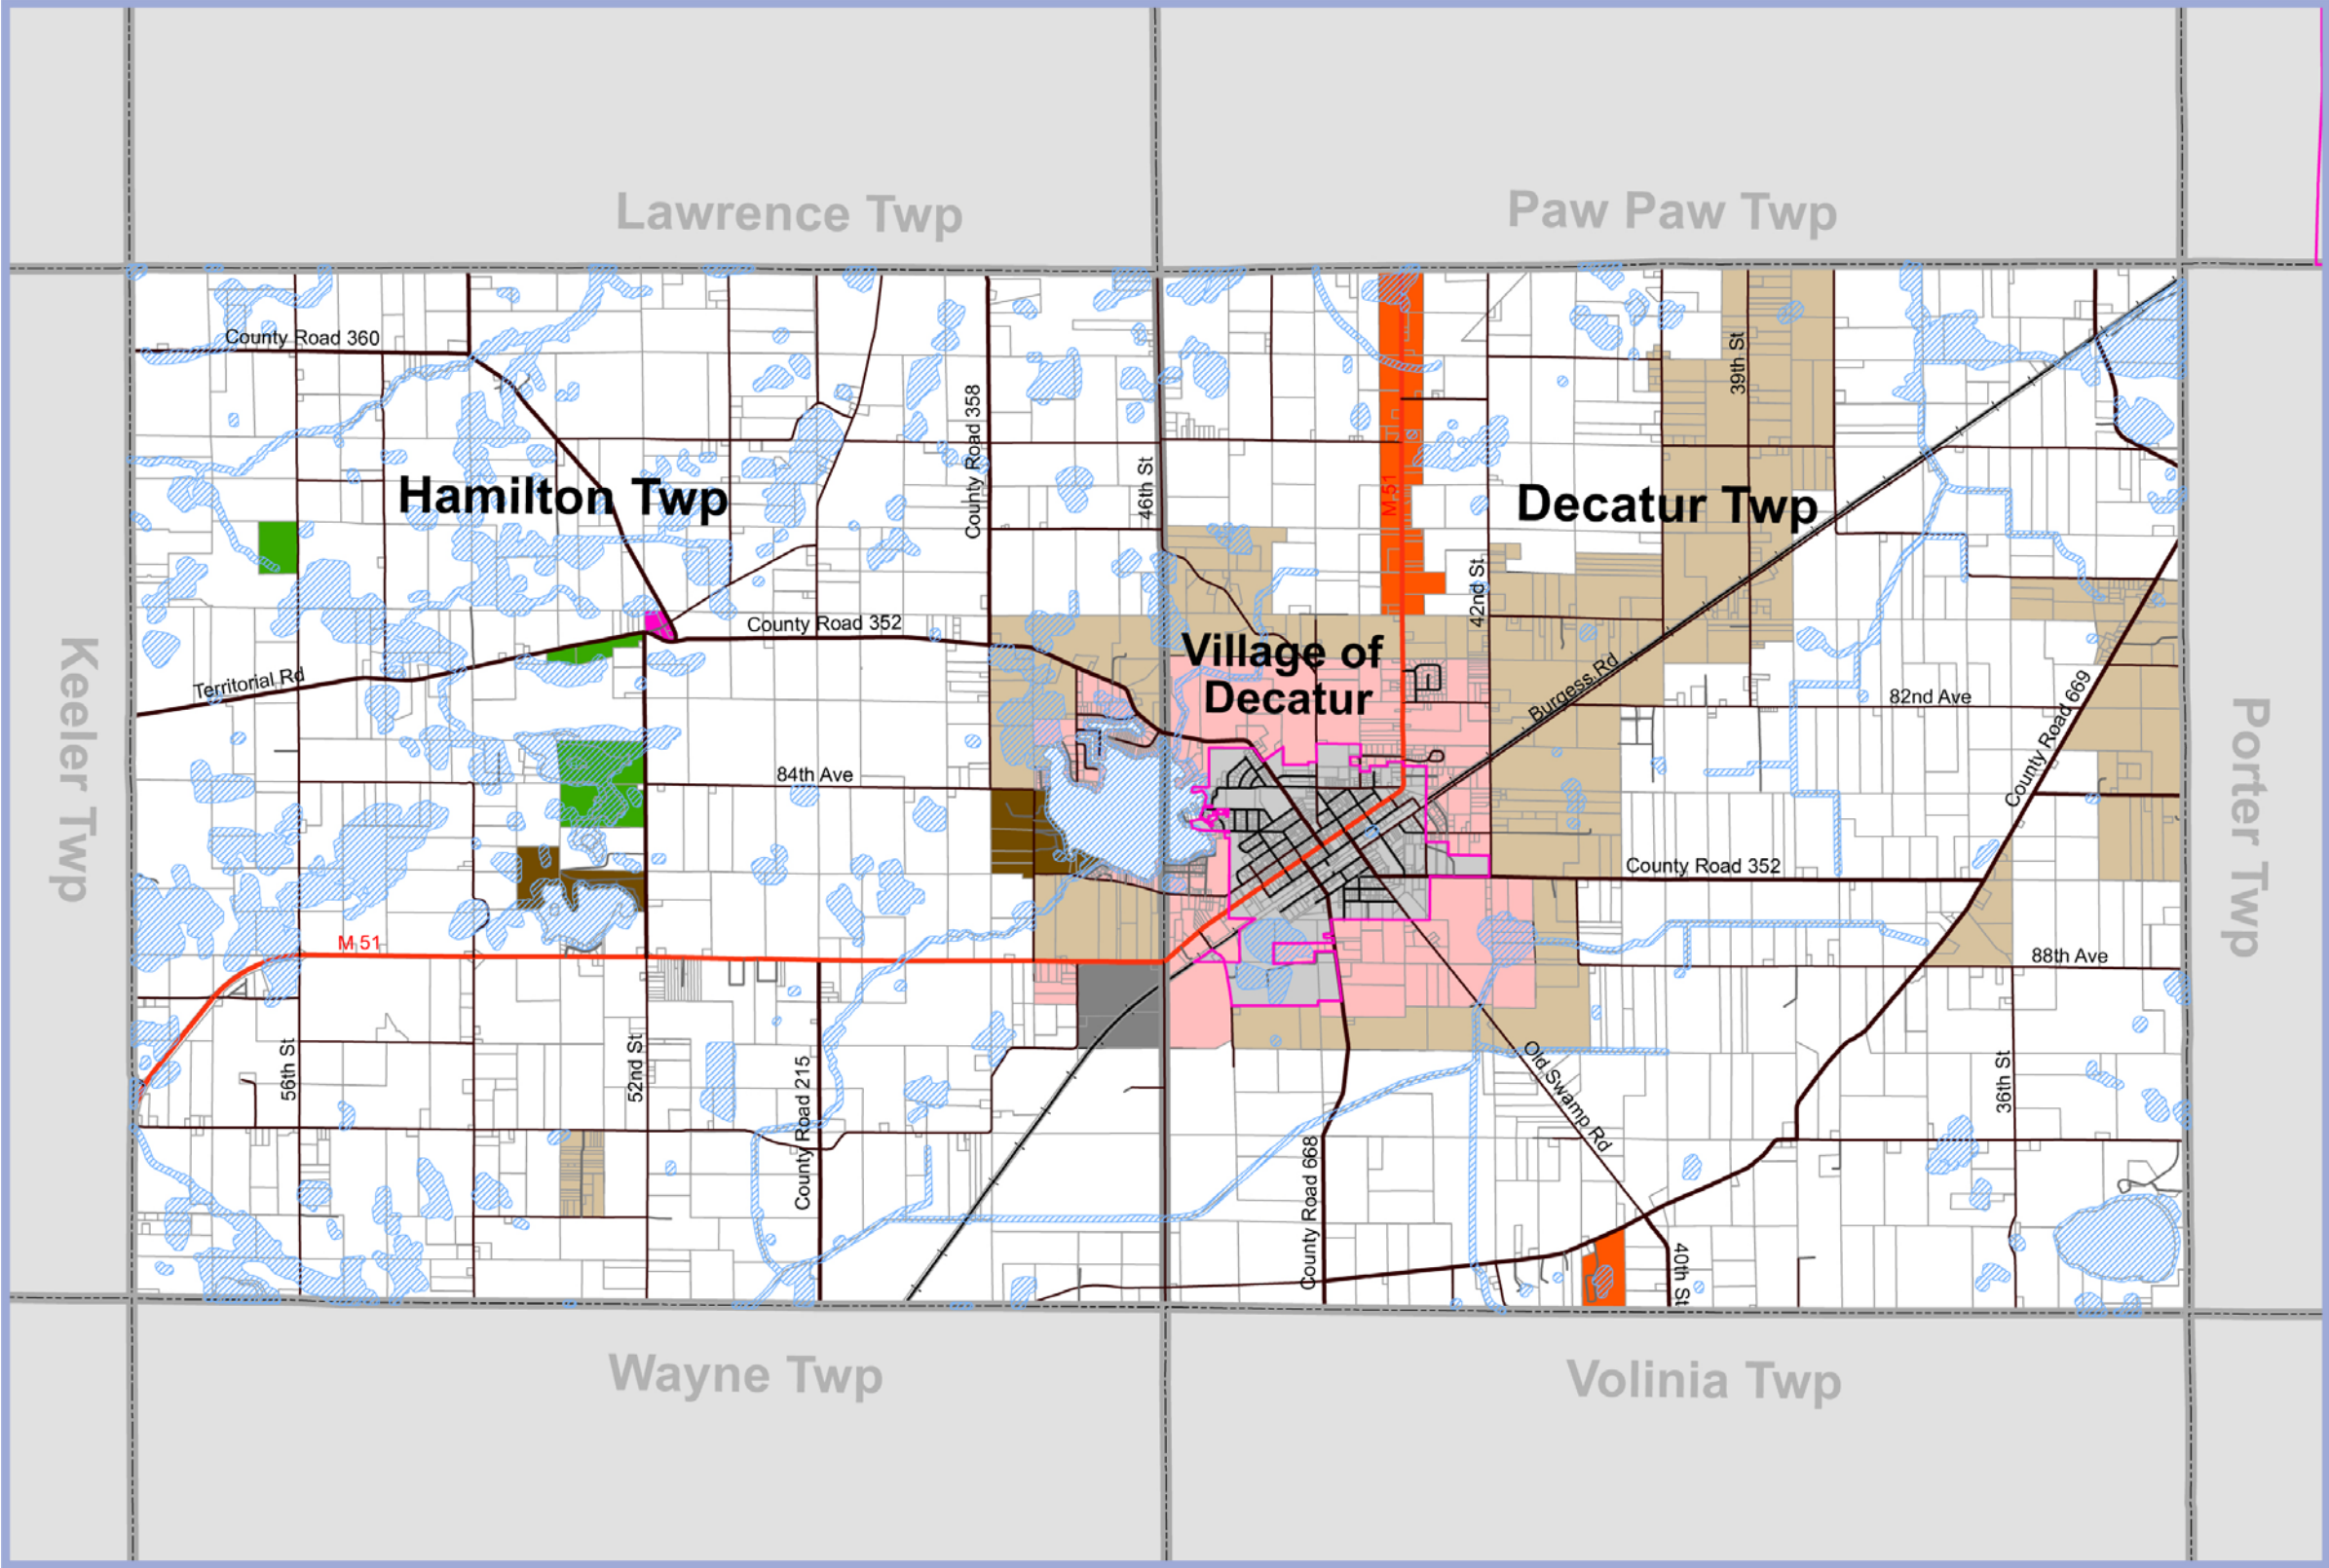 Lawrence Twp
Paw Paw Twp
County Road 360
39th St
County Road 358
46th St
M 51
Hamilton Twp
Decatur Twp
42nd St
County Road 352
Village of
Decatur
Keeler Twp
Territorial Rd
Burgess Rd
82nd Ave
County Road 669
Porter Twp
84th Ave
County Road 352
M 51
88th Ave
56th St
52nd St
County Road 215
Old Swamp Rd
36th St
County Road 668
40th St
Wayne Twp
Volinia Twp